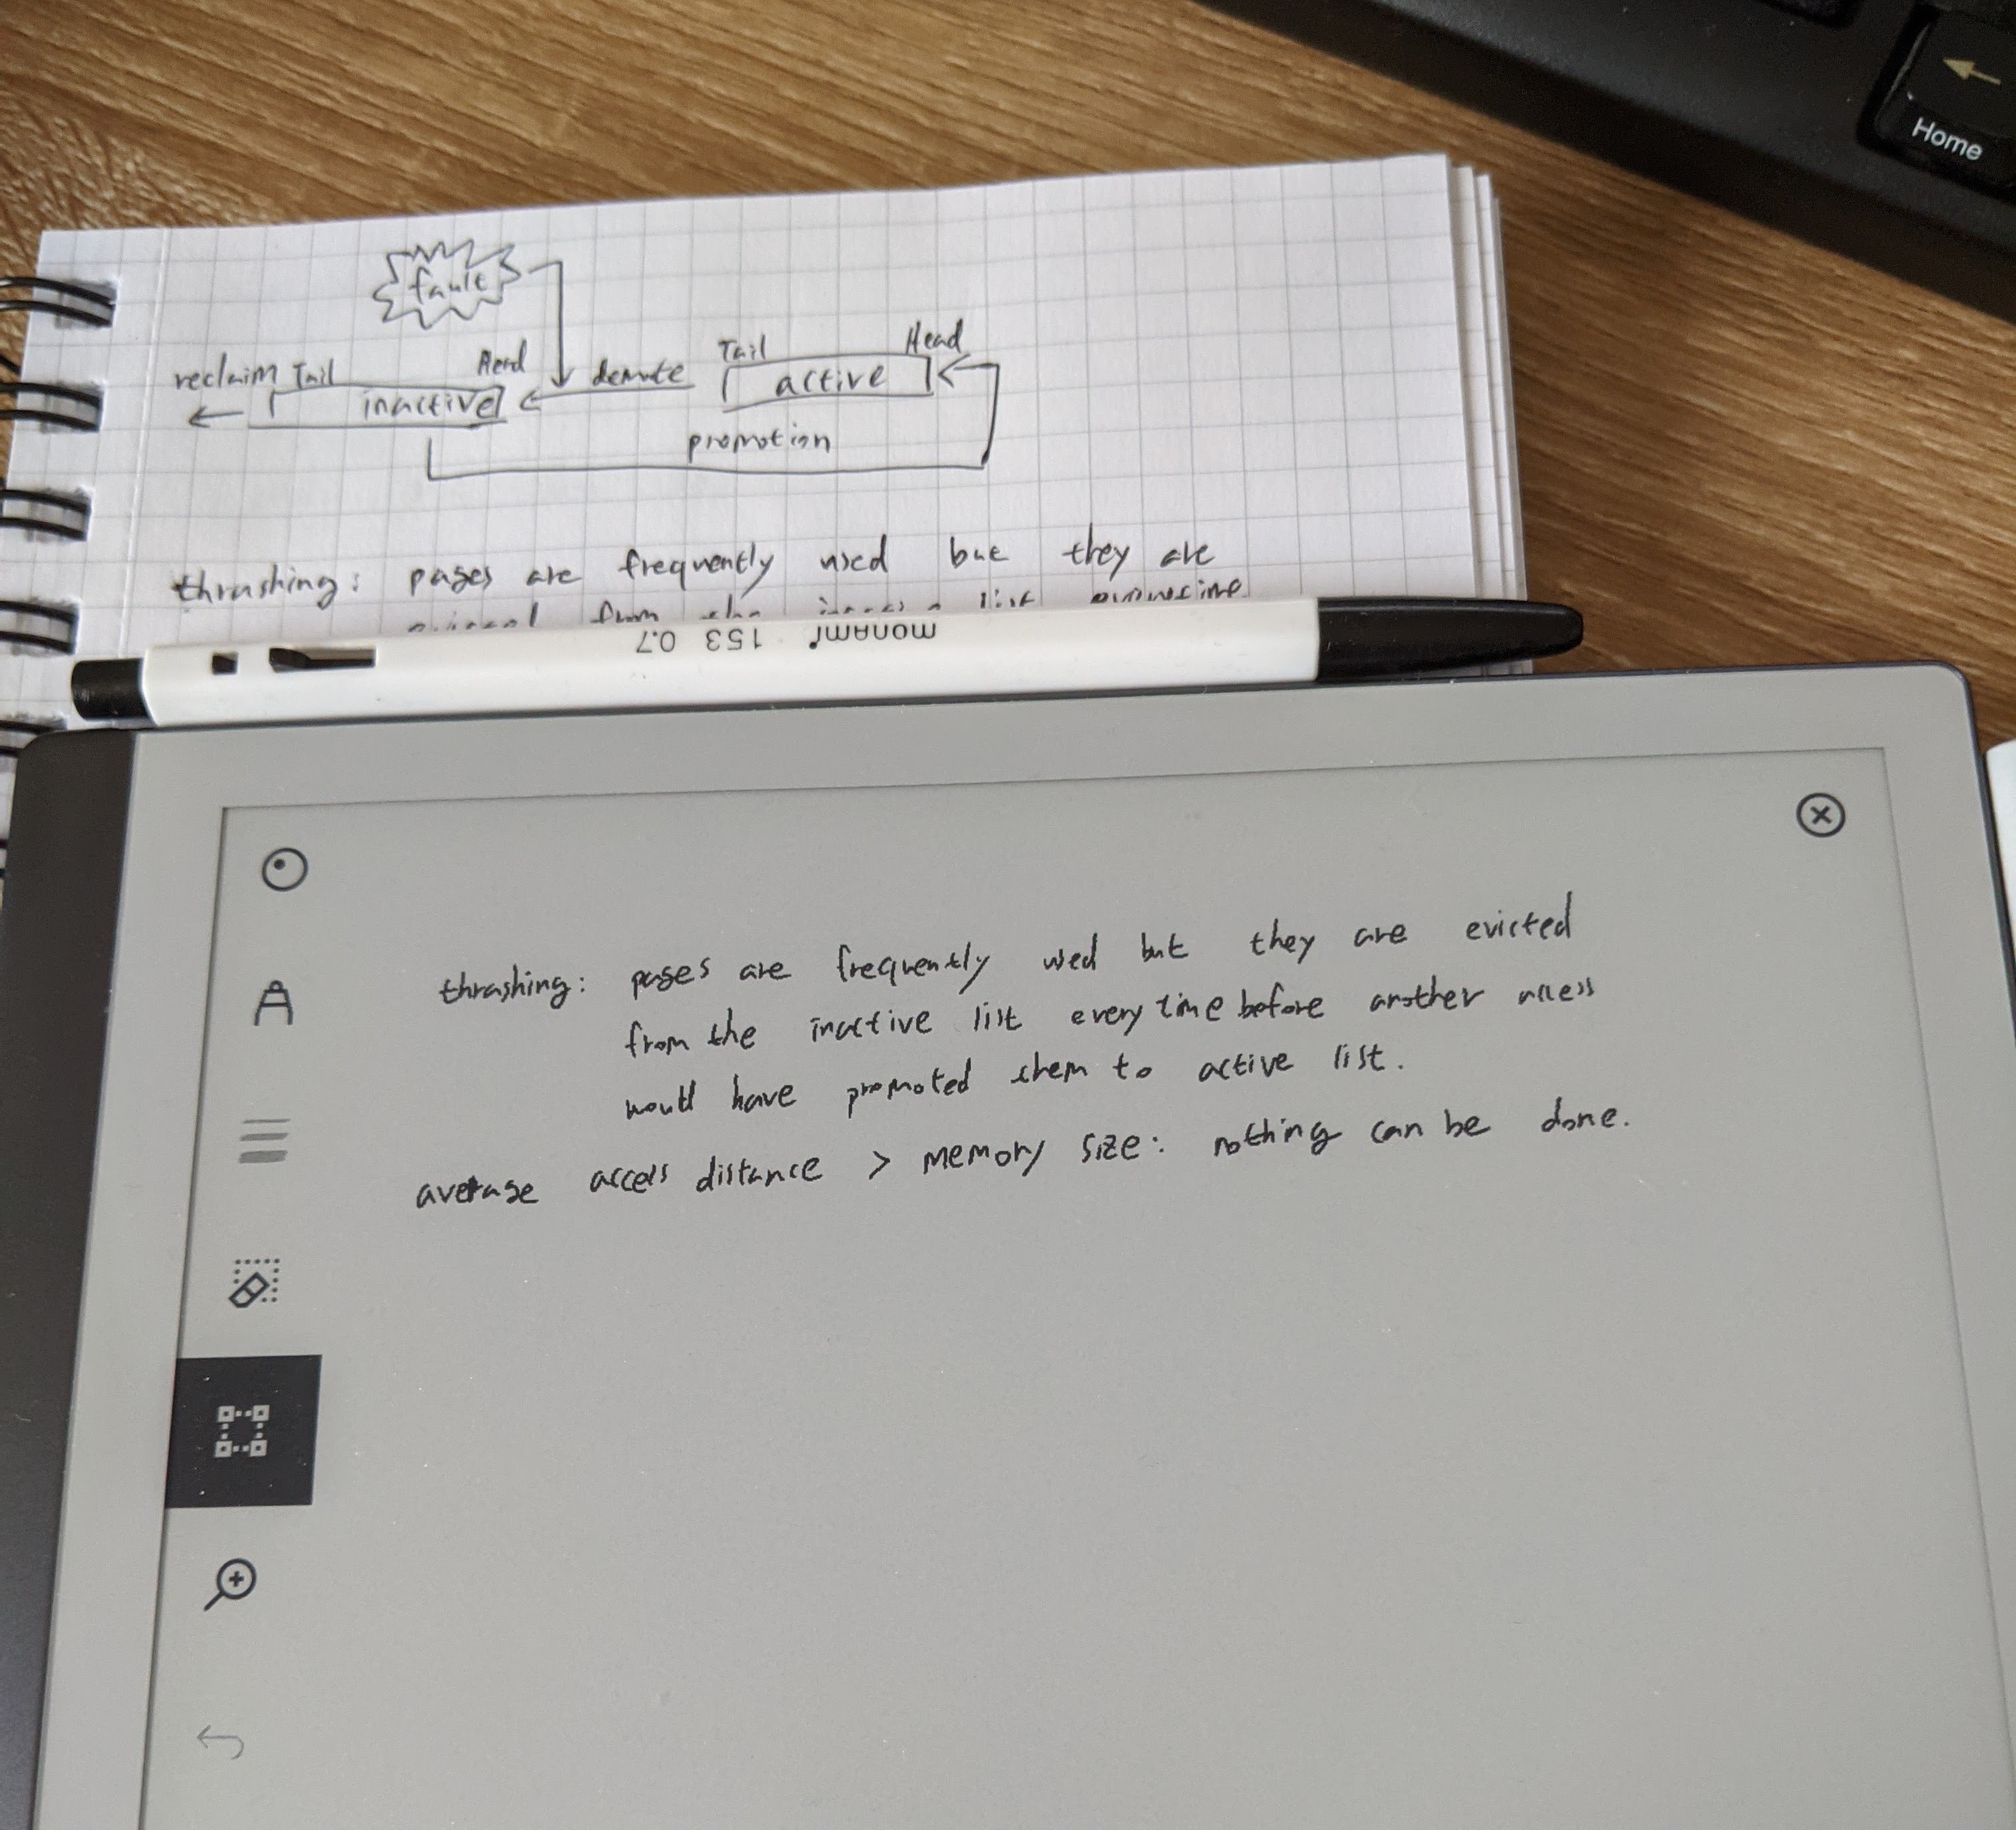 Home
fault
reclaim Tail Head demote Tail Head
inactive active
promotion
thrashing: pages are frequently used but they are
from the list
monami 153 0.7
thrashing: pages are frequently used but they are evicted
from the inactive list every time before another access
would have promoted them to active list.
average access distance > memory size: nothing can be done.